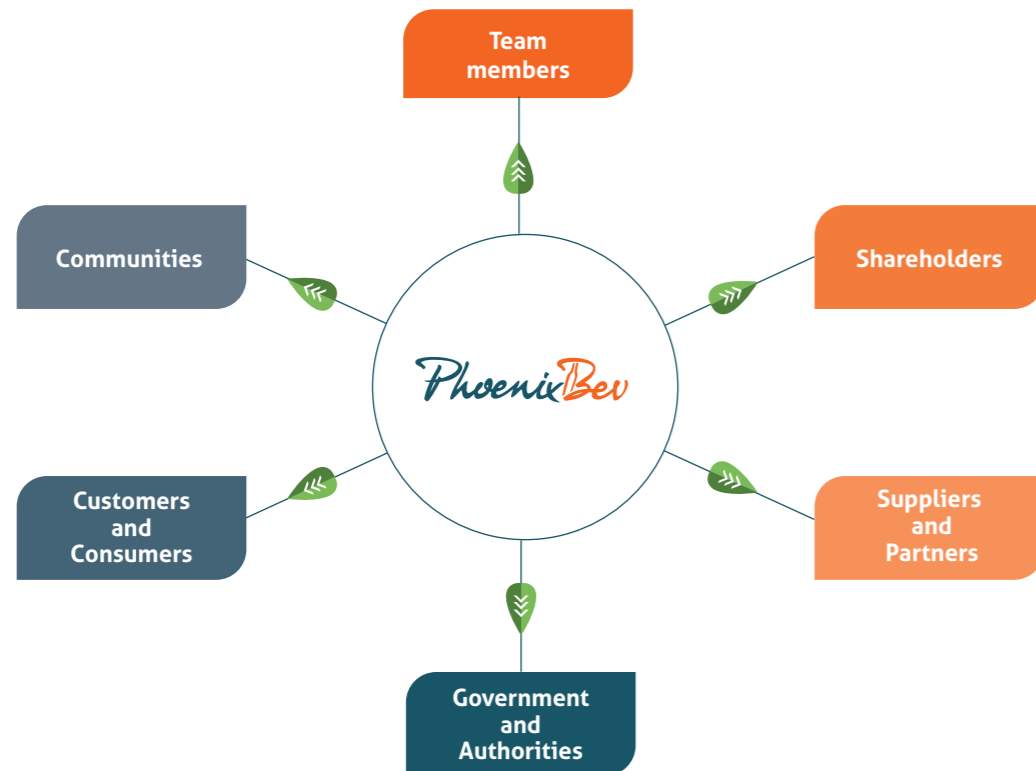 Team
members
Communities
Shareholders
PhoenixBev
Customers
and
Consumers
Suppliers
and
Partners
Government
and
Authorities